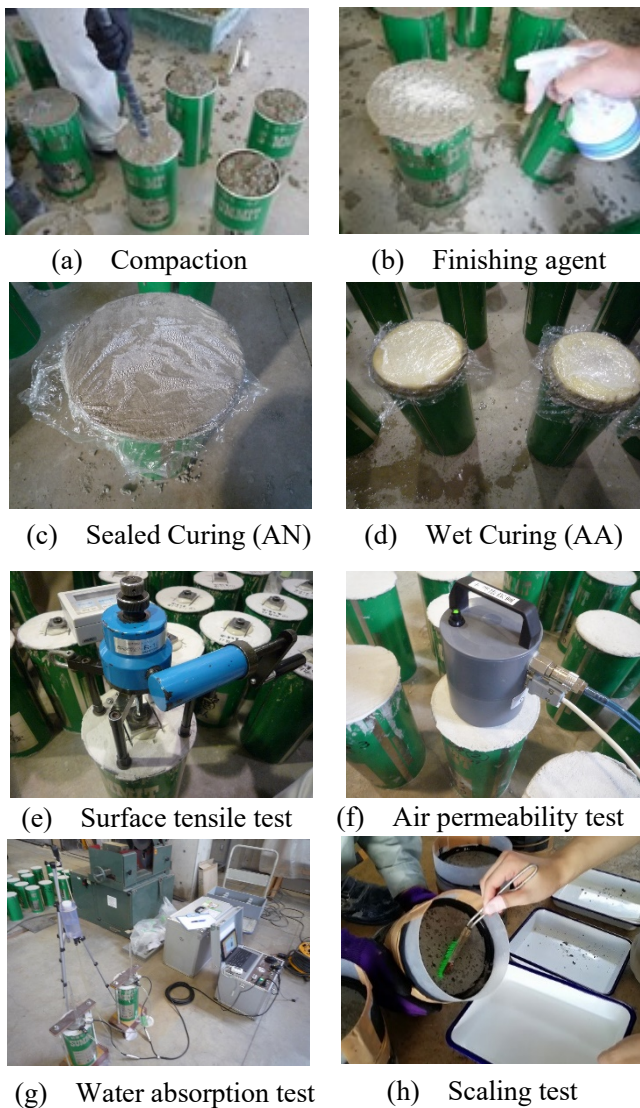 (a) Compaction
(b) Finishing agent
(c) Sealed Curing (AN)
(d) Wet Curing (AA)
(e) Surface tensile test
(f) Air permeability test
(g) Water absorption test
(h) Scaling test